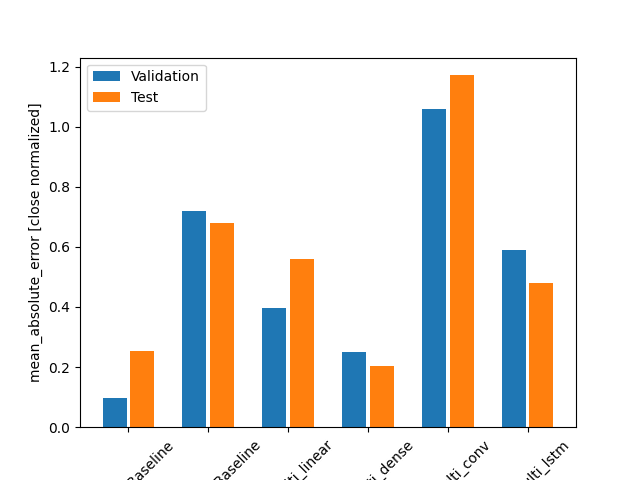 Validation
Test
mean_absolute_error [close normalized]
1.2
1.0
0.8
0.6
0.4
0.2
0.0
Baseline
Baseline
lti_linear
ti_dense
lti_conv
lti_lstm